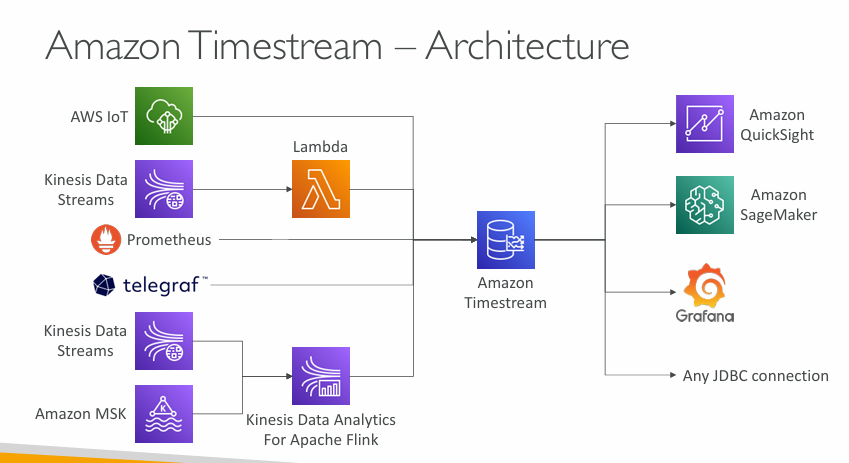 Amazon Timestream – Architecture
AWS IoT
Lambda
Kinesis Data
Streams
Prometheus
telegraf™
Kinesis Data
Streams
Amazon MSK
K
Kinesis Data Analytics
For Apache Flink
Amazon
Timestream
Amazon
QuickSight
Amazon
SageMaker
Grafana
Any JDBC connection